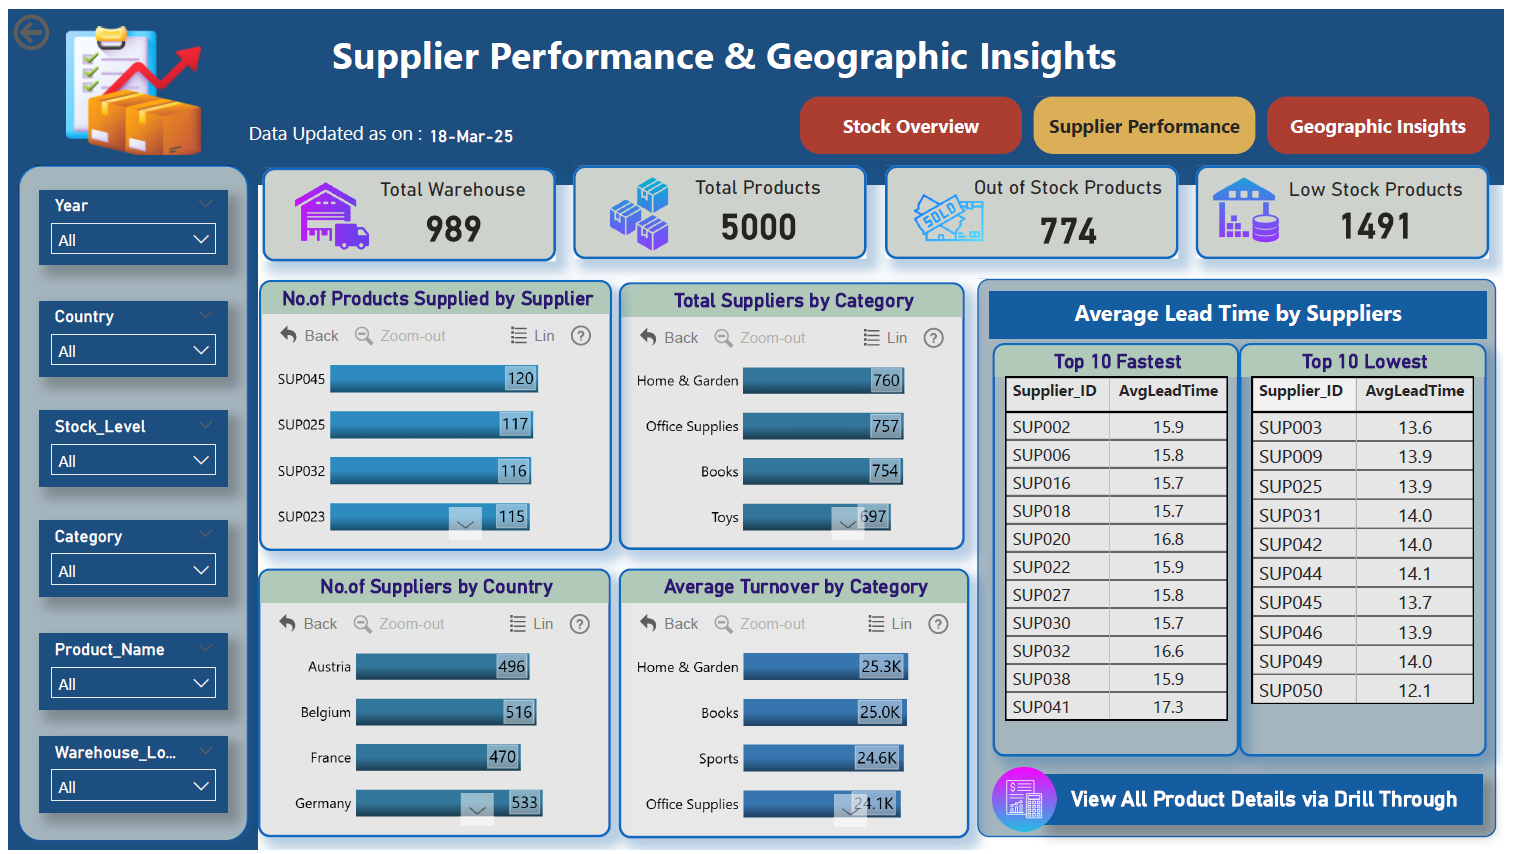 Supplier Performance & Geographic Insights
Data Updated as on : 18-Mar-25
Stock Overview
Supplier Performance
Geographic Insights
Year
All
Country
All
Stock_Level
All
Category
All
Product_Name
All
Warehouse_Lo...
All
Total Warehouse
989
Total Products
5000
SOLD
Out of Stock Products
774
Low Stock Products
1491
No.of Products Supplied by Supplier
Back Zoom-out Lin ?
SUP045 120
SUP025 117
SUP032 116
SUP023 115
Total Suppliers by Category
Back Zoom-out Lin ?
Home & Garden 760
Office Supplies 757
Books 754
Toys 697
No.of Suppliers by Country
Back Zoom-out Lin ?
Austria 496
Belgium 516
France 470
Germany 533
Average Turnover by Category
Back Zoom-out Lin ?
Home & Garden 25.3K
Books 25.0K
Sports 24.6K
Office Supplies 24.1K
Average Lead Time by Suppliers
Top 10 Fastest
Supplier_ID AvgLeadTime
SUP002 15.9
SUP006 15.8
SUP016 15.7
SUP018 15.7
SUP020 16.8
SUP022 15.9
SUP027 15.8
SUP030 15.7
SUP032 16.6
SUP038 15.9
SUP041 17.3
Top 10 Lowest
Supplier_ID AvgLeadTime
SUP003 13.6
SUP009 13.9
SUP025 13.9
SUP031 14.0
SUP042 14.0
SUP044 14.1
SUP045 13.7
SUP046 13.9
SUP049 14.0
SUP050 12.1
View All Product Details via Drill Through